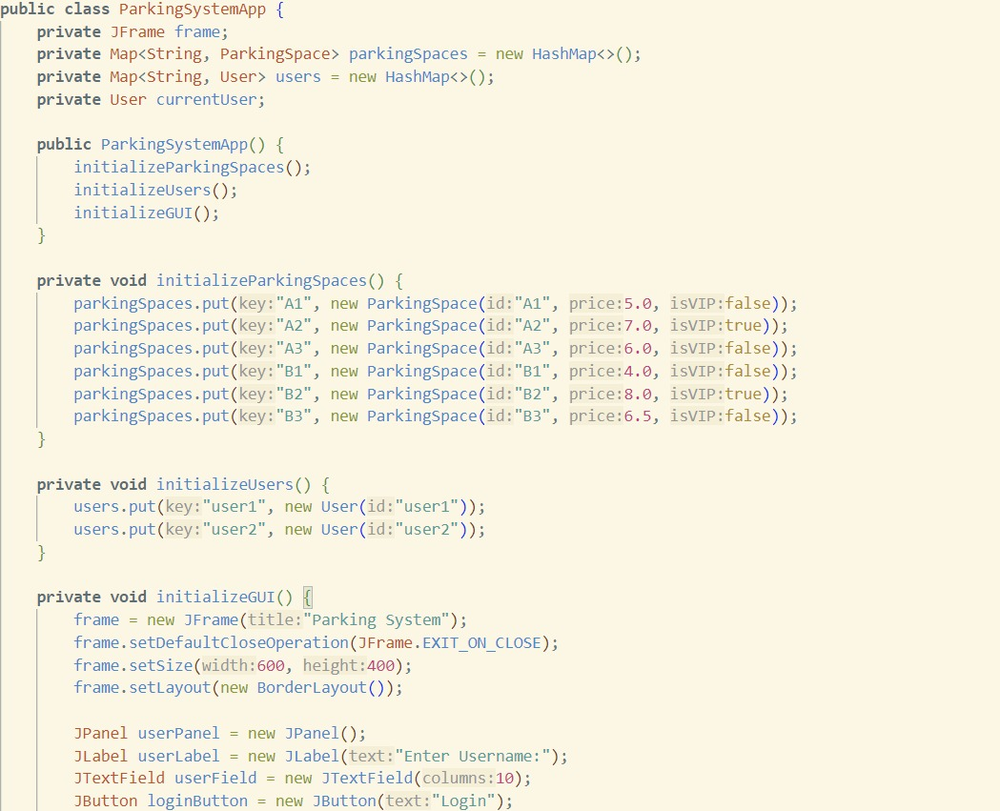 public class ParkingSystemApp {
    private JFrame frame;
    private Map<String, ParkingSpace> parkingSpaces = new HashMap<>();
    private Map<String, User> users = new HashMap<>();
    private User currentUser;

    public ParkingSystemApp() {
        initializeParkingSpaces();
        initializeUsers();
        initializeGUI();
    }

    private void initializeParkingSpaces() {
        parkingSpaces.put(key:"A1", new ParkingSpace(id:"A1", price:5.0, isVIP:false));
        parkingSpaces.put(key:"A2", new ParkingSpace(id:"A2", price:7.0, isVIP:true));
        parkingSpaces.put(key:"A3", new ParkingSpace(id:"A3", price:6.0, isVIP:false));
        parkingSpaces.put(key:"B1", new ParkingSpace(id:"B1", price:4.0, isVIP:false));
        parkingSpaces.put(key:"B2", new ParkingSpace(id:"B2", price:8.0, isVIP:true));
        parkingSpaces.put(key:"B3", new ParkingSpace(id:"B3", price:6.5, isVIP:false));
    }

    private void initializeUsers() {
        users.put(key:"user1", new User(id:"user1"));
        users.put(key:"user2", new User(id:"user2"));
    }

    private void initializeGUI() {
        frame = new JFrame(title:"Parking System");
        frame.setDefaultCloseOperation(JFrame.EXIT_ON_CLOSE);
        frame.setSize(width:600, height:400);
        frame.setLayout(new BorderLayout());

        JPanel userPanel = new JPanel();
        JLabel userLabel = new JLabel(text:"Enter Username:");
        JTextField userField = new JTextField(columns:10);
        JButton loginButton = new JButton(text:"Login");